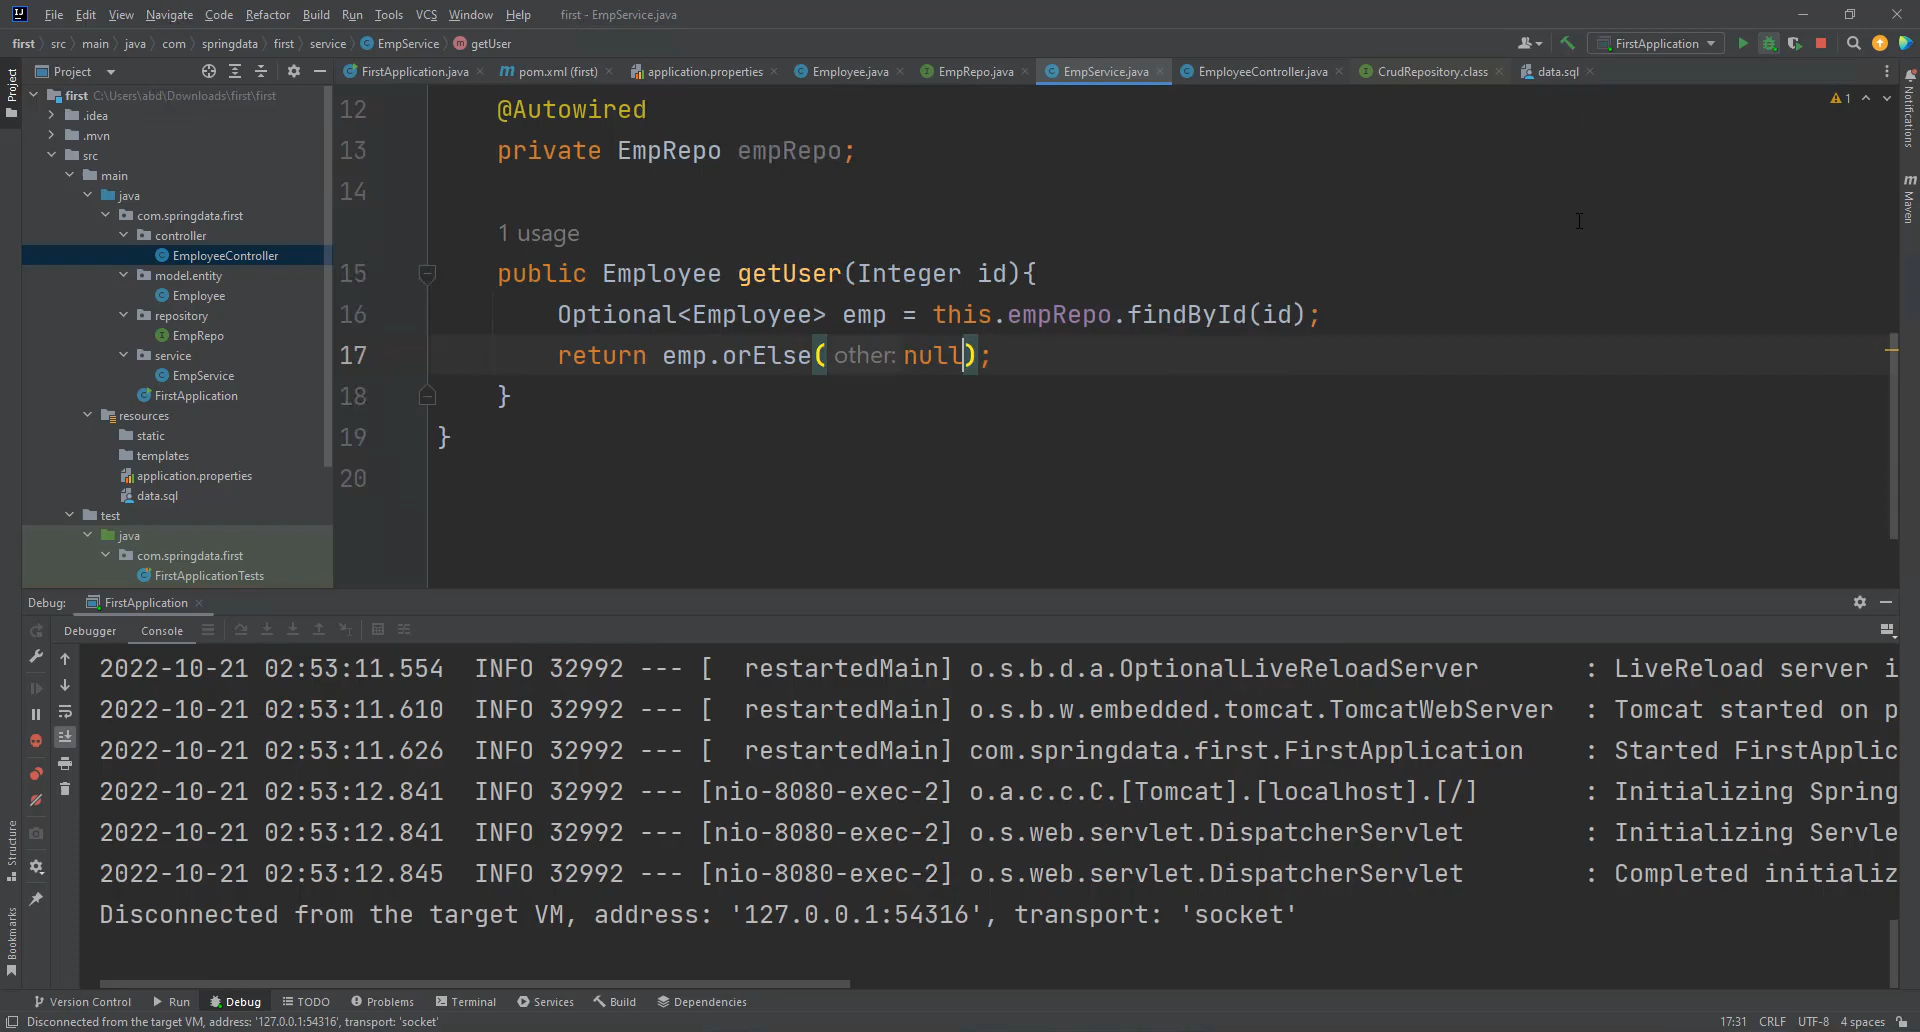 File Edit View Navigate Code Refactor Build Run Tools VCS Window Help first - EmpService.java
first src main java com springdata first service EmpService getUser FirstApplication
Project FirstApplication.java pom.xml (first) application.properties Employee.java EmpRepo.java EmpService.java EmployeeController.java CrudRepository.class data.sql
Project
first C:\Users\abd\Downloads\first\first
.idea
.mvn
src
main
java
com.springdata.first
controller
EmployeeController
model.entity
Employee
repository
EmpRepo
service
EmpService
FirstApplication
resources
static
templates
application.properties
data.sql
test
java
com.springdata.first
FirstApplicationTests
1
12 @Autowired
13 private EmpRepo empRepo;
14
1 usage
15 public Employee getUser(Integer id){
16 Optional<Employee> emp = this.empRepo.findById(id);
17 return emp.orElse( other: null);
18 }
19 }
20
Notifications
Maven
Debug: FirstApplication
Debugger Console
2022-10-21 02:53:11.554 INFO 32992 --- [ restartedMain] o.s.b.d.a.OptionalLiveReloadServer : LiveReload server i
2022-10-21 02:53:11.610 INFO 32992 --- [ restartedMain] o.s.b.w.embedded.tomcat.TomcatWebServer : Tomcat started on p
2022-10-21 02:53:11.626 INFO 32992 --- [ restartedMain] com.springdata.first.FirstApplication : Started FirstApplic
2022-10-21 02:53:12.841 INFO 32992 --- [nio-8080-exec-2] o.a.c.c.C.[Tomcat].[localhost].[/] : Initializing Spring
2022-10-21 02:53:12.841 INFO 32992 --- [nio-8080-exec-2] o.s.web.servlet.DispatcherServlet : Initializing Servle
2022-10-21 02:53:12.845 INFO 32992 --- [nio-8080-exec-2] o.s.web.servlet.DispatcherServlet : Completed initializ
Disconnected from the target VM, address: '127.0.0.1:54316', transport: 'socket'
Structure
Bookmarks
Version Control Run Debug TODO Problems Terminal Services Build Dependencies
Disconnected from the target VM, address: '127.0.0.1:54316', transport: 'socket' 17:31 CRLF UTF-8 4 spaces